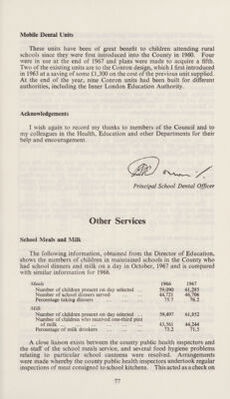 Mobile Dental Units
These units have been of great benefit to children attending rural
schools since they were first introduced into the County in 1960. Four
were in use at the end of 1967 and plans were made to acquire a fifth.
Two of the existing units are to the Conron design, which I first introduced
in 1963 at a saving of some £1,300 on the cost of the previous unit supplied.
At the end of the year, nine Conron units had been built for different
authorities, including the Inner London Education Authority.
Acknowledgements
I wish again to record my thanks to members of the Council and to
my colleagues in the Health, Education and other Departments for their
help and encouragement.
Principal School Dental Officer
Other Services
School Meals and Milk
The following information, obtained from the Director of Education,
shows the numbers of children in maintained schools in the County who
had school dinners and milk on a day in October, 1967 and is compared
with similar information for 1966.
Meals 1966 1967
Number of children present on day selected 59,090 61,285
Number of school dinners served 44,721 46,706
Percentage taking dinners 75.7 76.2
Milk
Number of children present on day selected 59,497 61,852
Number of children who received one-third pint
of milk 43,561 44,244
Percentage of milk drinkers 73.2 71.5
A close liaison exists between the county public health inspectors and
the staff of the school meals service, and several food hygiene problems
relating to particular school canteens were resolved. Arrangements
were made whereby the county public health inspectors undertook regular
inspections of meat consigned to school kitchens. This acted as a check on
77